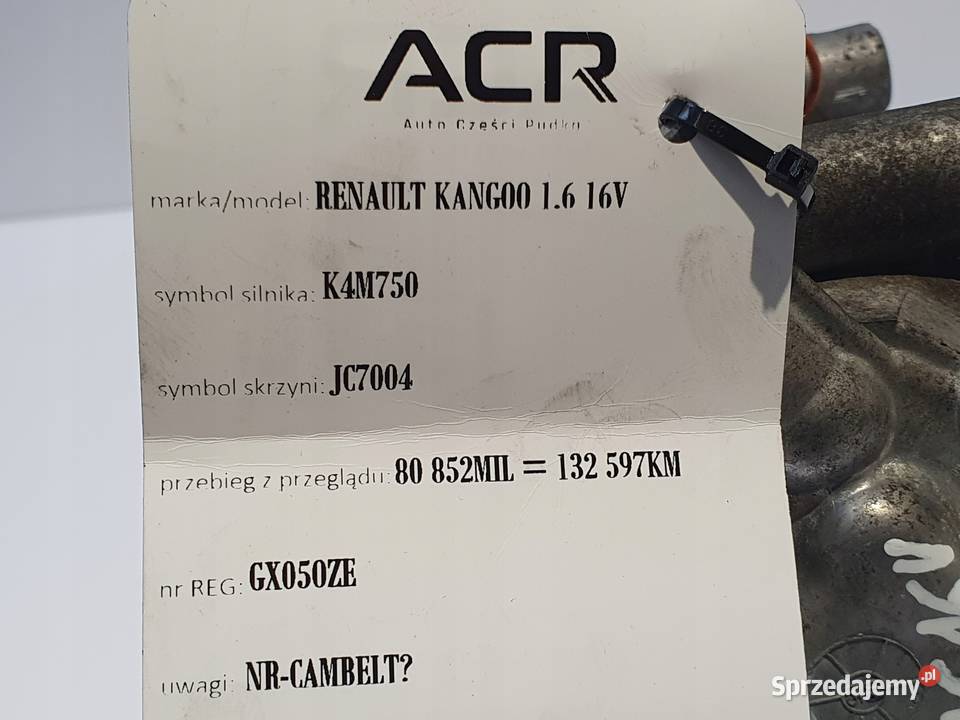 ACR
Auto Części Pudko
marka/model: RENAULT KANGOO 1.6 16V
symbol silnika: K4M750
symbol skrzyni: JC7004
przebieg z przeglądu: 80 852MIL = 132 597KM
nr REG: GX050ZE
uwagi: NR-CAMBELT?
Sprzedajemy.pl